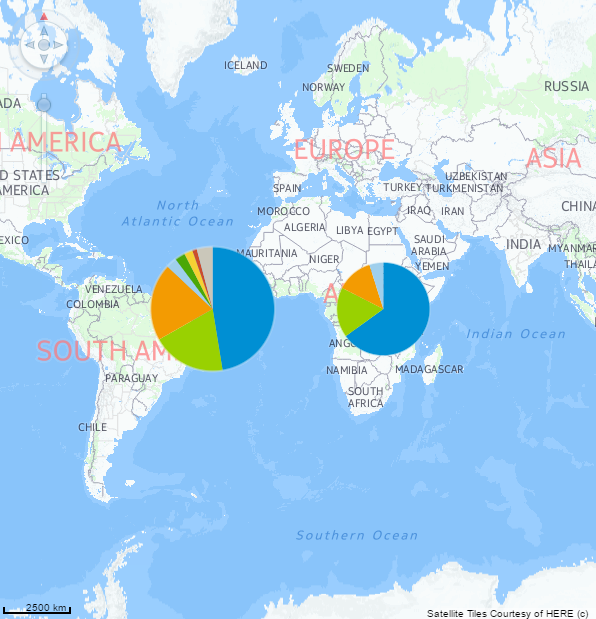 ICELAND
SWEDEN
NORWAY
RUSSIA
ADA
AMERICA
EUROPE
ASIA
D STATES
AMERICA
SPAIN
TURKEY
UZBEKISTAN
TURKMENISTAN
CHINA
North
Atlantic Ocean
MOROCCO
IRAQ
IRAN
ALGERIA
LIBYA
EGYPT
EXICO
MAURITANIA
NIGER
SAUDI
ARABIA
YEMEN
INDIA
MYANMAR
THAILA
VENEZUELA
COLOMBIA
A
SOUTH AM
ANG
Indian Ocean
PARAGUAY
NAMIBIA
MADAGASCAR
SOUTH
AFRICA
CHILE
Southern Ocean
2500 km
Satellite Tiles Courtesy of HERE (c)